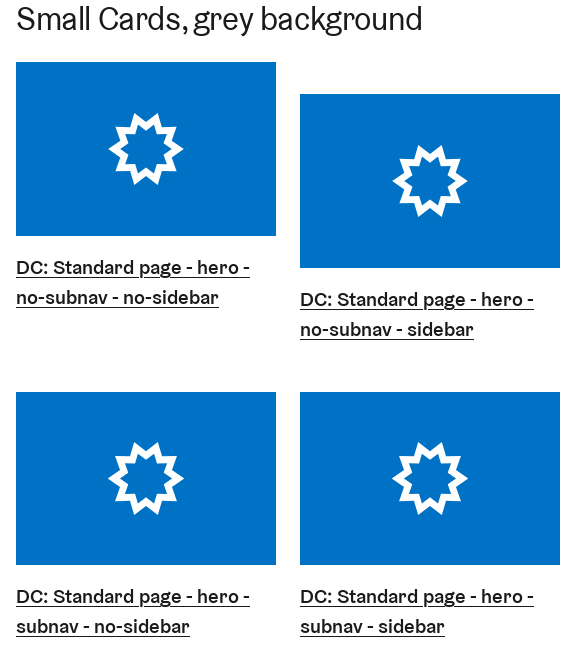 Small Cards, grey background
DC: Standard page - hero -
no-subnav - no-sidebar
DC: Standard page - hero -
no-subnav - sidebar
DC: Standard page - hero -
subnav - no-sidebar
DC: Standard page - hero -
subnav - sidebar